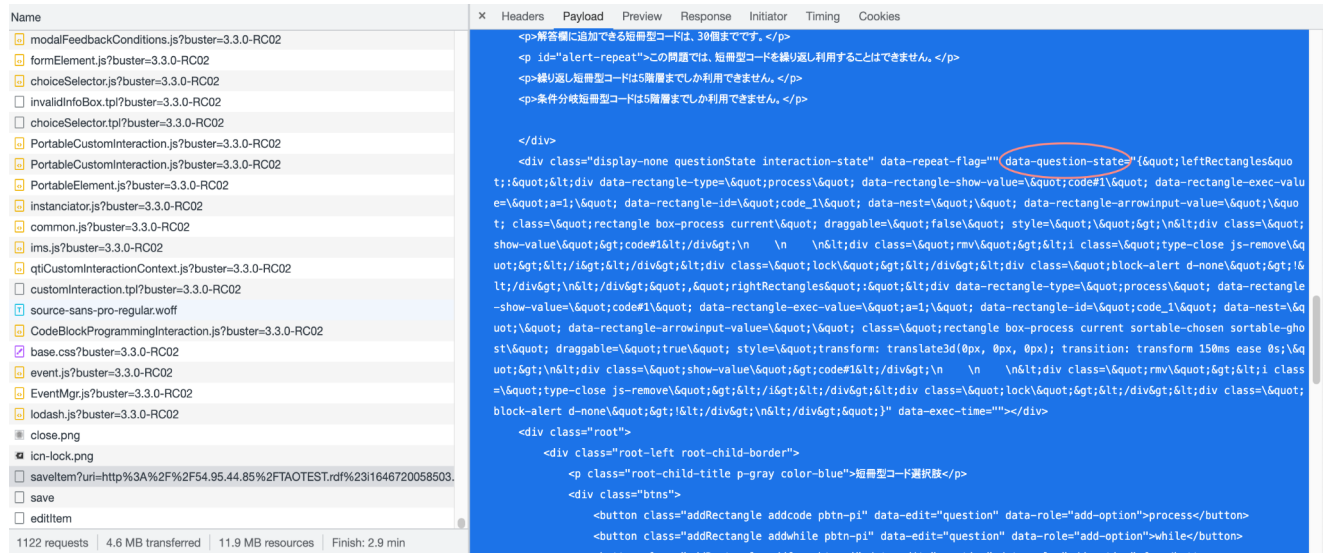 Name
modalFeedbackConditions.js?buster=3.3.0-RC02
formElement.js?buster=3.3.0-RC02
choiceSelector.js?buster=3.3.0-RC02
invalidInfoBox.tpl?buster=3.3.0-RC02
choiceSelector.tpl?buster=3.3.0-RC02
PortableCustomInteraction.js?buster=3.3.0-RC02
PortableCustomInteraction.js?buster=3.3.0-RC02
PortableElement.js?buster=3.3.0-RC02
instanciator.js?buster=3.3.0-RC02
common.js?buster=3.3.0-RC02
ims.js?buster=3.3.0-RC02
qtiCustomInteractionContext.js?buster=3.3.0-RC02
customInteraction.tpl?buster=3.3.0-RC02
source-sans-pro-regular.woff
CodeBlockProgrammingInteraction.js?buster=3.3.0-RC02
base.css?buster=3.3.0-RC02
event.js?buster=3.3.0-RC02
EventMgr.js?buster=3.3.0-RC02
lodash.js?buster=3.3.0-RC02
close.png
icn-lock.png
saveItem?uri=http%3A%2F%2F54.95.44.85%2FTAOTEST.rdf%23i1646720058503.
save
editItem
1122 requests 4.6 MB transferred 11.9 MB resources Finish: 2.9 min
× Headers Payload Preview Response Initiator Timing Cookies
<p>解答欄に追加できる短冊型コードは、30個までです。</p>
<p id="alert-repeat">この問題では、短冊型コードを繰り返し利用することはできません。</p>
<p>繰り返し短冊型コードは5階層までしか利用できません。</p>
<p>条件分岐短冊型コードは5階層までしか利用できません。</p>
</div>
<div class="display-none questionState interaction-state" data-repeat-flag="" data-question-state="{&quot;leftRectangles&quo
t;:&quot;&lt;div data-rectangle-type=\&quot;process\&quot; data-rectangle-show-value=\&quot;code#1\&quot; data-rectangle-exec-valu
e=\&quot;a=1;\&quot; data-rectangle-id=\&quot;code_1\&quot; data-nest=\&quot;\&quot; data-rectangle-arrowinput-value=\&quot;\&quo
t; class=\&quot;rectangle box-process current\&quot; draggable=\&quot;false\&quot; style=\&quot;\&quot;&gt;\n&lt;div class=\&quot;
show-value\&quot;&gt;code#1&lt;/div&gt;\n    \n    \n&lt;div class=\&quot;rmv\&quot;&gt;&lt;i class=\&quot;type-close js-remove\&q
uot;&gt;&lt;/i&gt;&lt;/div&gt;&lt;div class=\&quot;lock\&quot;&gt;&lt;/div&gt;&lt;div class=\&quot;block-alert d-none\&quot;&gt;!&
lt;/div&gt;\n&lt;/div&gt;&quot;,&quot;rightRectangles&quot;:&quot;&lt;div data-rectangle-type=\&quot;process\&quot; data-rectangle
-show-value=\&quot;code#1\&quot; data-rectangle-exec-value=\&quot;a=1;\&quot; data-rectangle-id=\&quot;code_1\&quot; data-nest=\&q
uot;\&quot; data-rectangle-arrowinput-value=\&quot;\&quot; class=\&quot;rectangle box-process current sortable-chosen sortable-gho
st\&quot; draggable=\&quot;true\&quot; style=\&quot;transform: translate3d(0px, 0px, 0px); transition: transform 150ms ease 0s;\&q
uot;&gt;\n&lt;div class=\&quot;show-value\&quot;&gt;code#1&lt;/div&gt;\n    \n    \n&lt;div class=\&quot;rmv\&quot;&gt;&lt;i class
=\&quot;type-close js-remove\&quot;&gt;&lt;/i&gt;&lt;/div&gt;&lt;div class=\&quot;lock\&quot;&gt;&lt;/div&gt;&lt;div class=\&quot;
block-alert d-none\&quot;&gt;!&lt;/div&gt;\n&lt;/div&gt;&quot;}" data-exec-time=""></div>
<div class="root">
<div class="root-left root-child-border">
<p class="root-child-title p-gray color-blue">短冊型コード選択肢</p>
<div class="btns">
<button class="addRectangle addcode pbtn-pi" data-edit="question" data-role="add-option">process</button>
<button class="addRectangle addwhile pbtn-pi" data-edit="question" data-role="add-option">while</button>